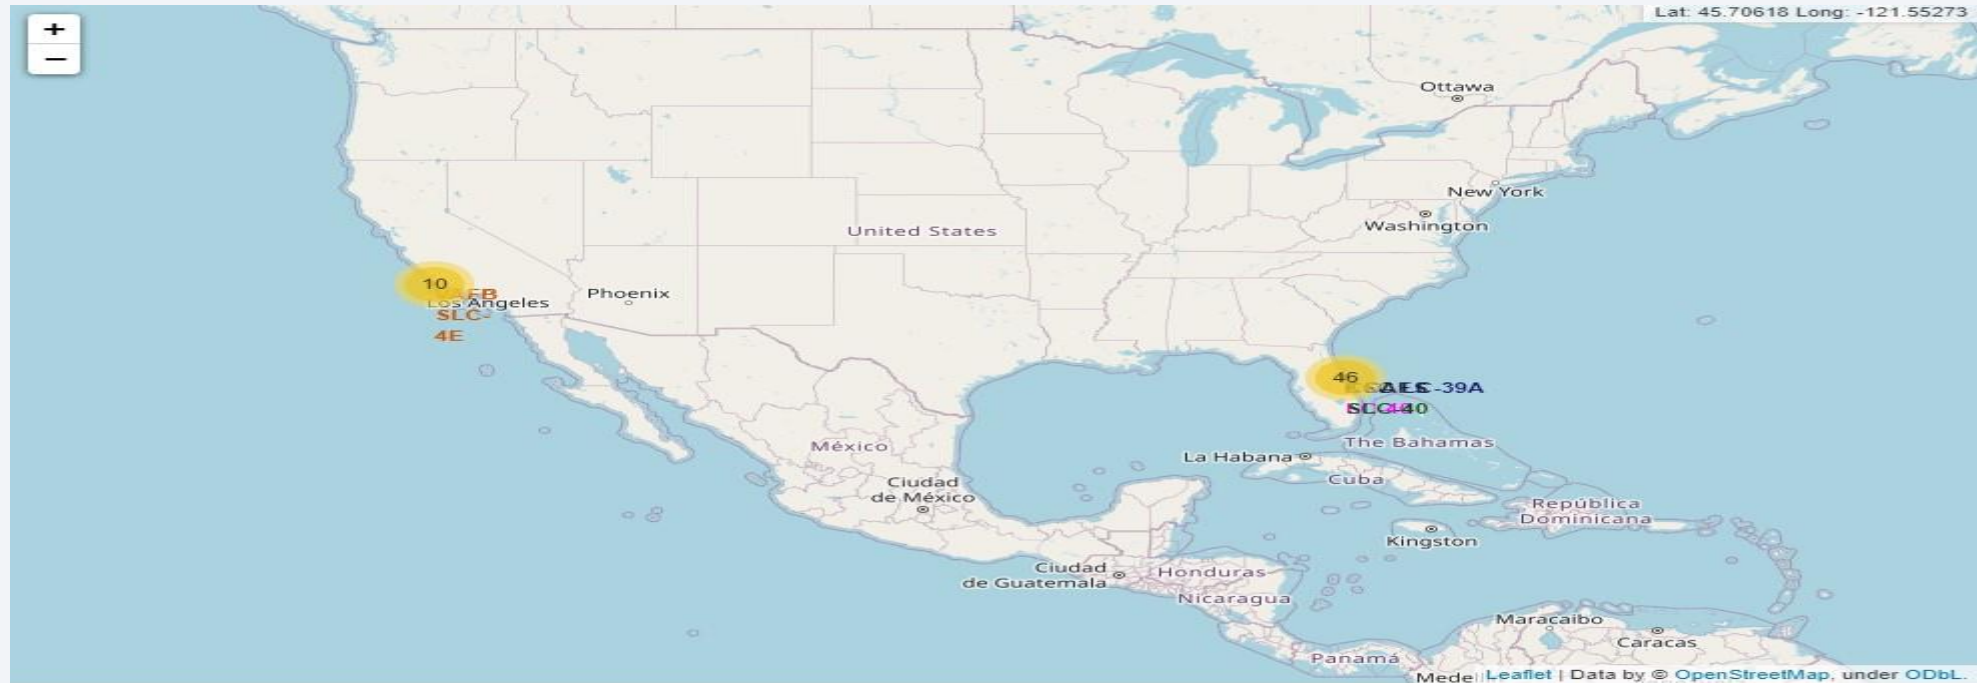 +
−
Lat: 45.70618 Long: -121.55273
Ottawa
New York
Washington
United States
10
Los Angeles
SLC-
4E
Phoenix
46
-39A
SLC-40
The Bahamas
La Habana
Cuba
México
Ciudad
de México
República
Dominicana
Kingston
Ciudad
de Guatemala
Honduras
Nicaragua
Maracaibo
Caracas
Panamá
Leaflet | Data by © OpenStreetMap, under ODbL.